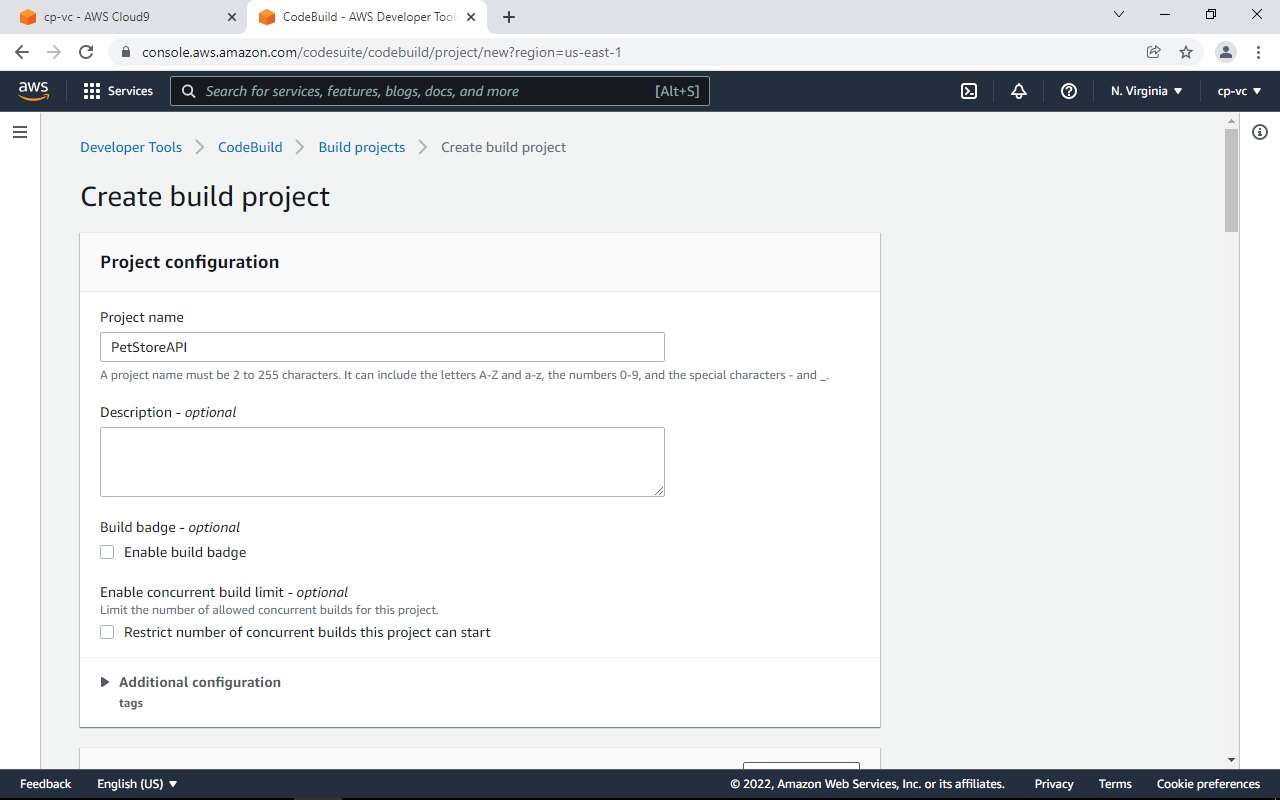 cp-vc - AWS Cloud9
CodeBuild - AWS Developer Tool
console.aws.amazon.com/codesuite/codebuild/project/new?region=us-east-1
aws
Services
Search for services, features, blogs, docs, and more
[Alt+S]
N. Virginia
cp-vc
Developer Tools
CodeBuild
Build projects
Create build project
Create build project
Project configuration
Project name
PetStoreAPI
A project name must be 2 to 255 characters. It can include the letters A-Z and a-z, the numbers 0-9, and the special characters - and _.
Description - optional
Build badge - optional
Enable build badge
Enable concurrent build limit - optional
Limit the number of allowed concurrent builds for this project.
Restrict number of concurrent builds this project can start
Additional configuration
tags
Feedback
English (US)
© 2022, Amazon Web Services, Inc. or its affiliates.
Privacy
Terms
Cookie preferences